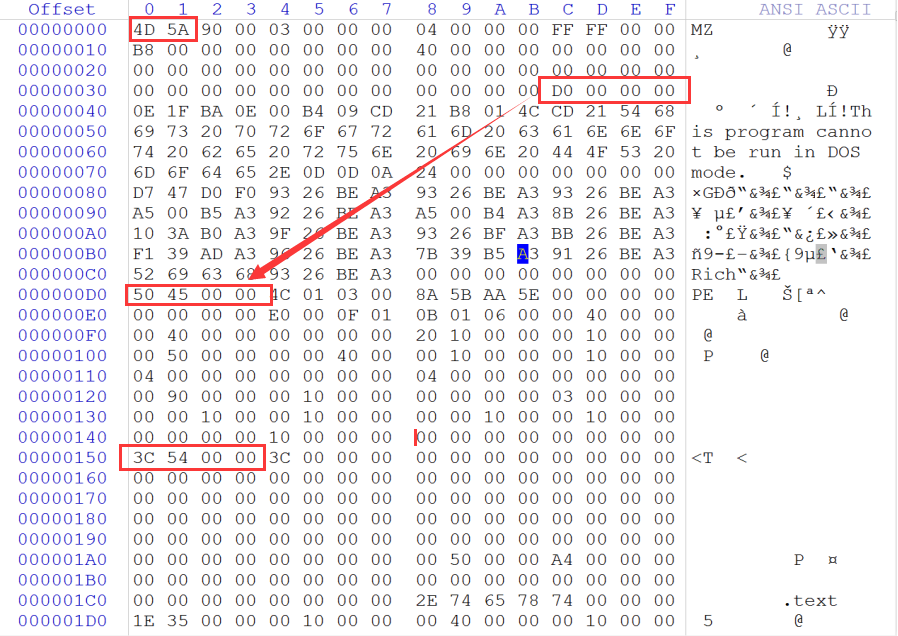 Offset 0 1 2 3 4 5 6 7 8 9 A B C D E F ANSI ASCII
00000000 4D 5A 90 00 03 00 00 00 04 00 00 00 FF FF 00 00 MZ ÿÿ
00000010 B8 00 00 00 00 00 00 00 40 00 00 00 00 00 00 00 ¸ @
00000020 00 00 00 00 00 00 00 00 00 00 00 00 00 00 00 00
00000030 00 00 00 00 00 00 00 00 00 00 00 00 D0 00 00 00 Ð
00000040 0E 1F BA 0E 00 B4 09 CD 21 B8 01 4C CD 21 54 68 º ´ Í!¸ LÍ!Th
00000050 69 73 20 70 72 6F 67 72 61 6D 20 63 61 6E 6E 6F is program canno
00000060 74 20 62 65 20 72 75 6E 20 69 6E 20 44 4F 53 20 t be run in DOS
00000070 6D 6F 64 65 2E 0D 0D 0A 24 00 00 00 00 00 00 00 mode. $
00000080 D7 47 D0 F0 93 26 BE A3 93 26 BE A3 93 26 BE A3 ×GÐð“&¾£“&¾£“&¾£
00000090 A5 00 B5 A3 92 26 BE A3 A5 00 B4 A3 8B 26 BE A3 ¥ µ£’&¾£¥ ´£‹&¾£
000000A0 10 3A B0 A3 9F 26 BE A3 93 26 BF A3 BB 26 BE A3 :°£Ÿ&¾£“&¿£»&¾£
000000B0 F1 39 AD A3 96 26 BE A3 7B 39 B5 A3 91 26 BE A3 ñ9-£–&¾£{9µ£‘&¾£
000000C0 52 69 63 68 93 26 BE A3 00 00 00 00 00 00 00 00 Rich“&¾£
000000D0 50 45 00 00 4C 01 03 00 8A 5B AA 5E 00 00 00 00 PE L Š[ª^
000000E0 00 00 00 00 E0 00 0F 01 0B 01 06 00 00 40 00 00 à @
000000F0 00 40 00 00 00 00 00 00 20 10 00 00 00 10 00 00 @
00000100 00 50 00 00 00 00 40 00 00 10 00 00 00 10 00 00 P @
00000110 04 00 00 00 00 00 00 00 04 00 00 00 00 00 00 00
00000120 00 90 00 00 00 10 00 00 00 00 00 00 03 00 00 00
00000130 00 00 10 00 00 10 00 00 00 00 10 00 00 10 00 00
00000140 00 00 00 00 10 00 00 00 00 00 00 00 00 00 00 00
00000150 3C 54 00 00 3C 00 00 00 00 00 00 00 00 00 00 00 <T <
00000160 00 00 00 00 00 00 00 00 00 00 00 00 00 00 00 00
00000170 00 00 00 00 00 00 00 00 00 00 00 00 00 00 00 00
00000180 00 00 00 00 00 00 00 00 00 00 00 00 00 00 00 00
00000190 00 00 00 00 00 00 00 00 00 00 00 00 00 00 00 00
000001A0 00 00 00 00 00 00 00 00 00 50 00 00 A4 00 00 00 P ¤
000001B0 00 00 00 00 00 00 00 00 00 00 00 00 00 00 00 00
000001C0 00 00 00 00 00 00 00 00 2E 74 65 78 74 00 00 00 .text
000001D0 1E 35 00 00 00 10 00 00 00 40 00 00 00 10 00 00 5 @